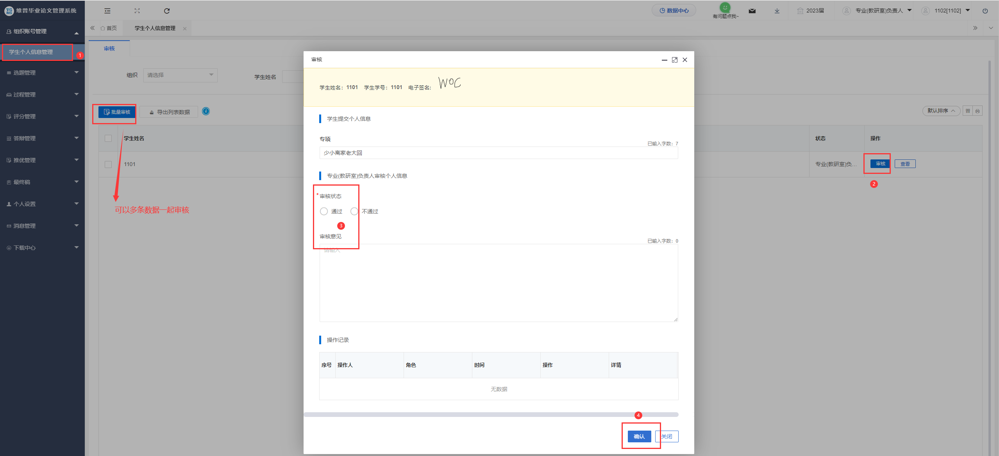 VG MS 维普毕业论文管理系统
数据中心
有问题点我~
2023届
专业(教研室)负责人
1102[1102]
组织账号管理
首页
学生个人信息管理
学生个人信息管理
1
审核
选题管理
过程管理
评分管理
答辩管理
推优管理
最终稿
个人设置
消息管理
下载中心
组织
请选择
学生姓名
批量审核
导出列表数据
默认排序
学生姓名
状态
操作
1101
专业(教研室)负...
审核
查看
2
可以多条数据一起审核
审核
学生姓名：1101 学生学号：1101 电子签名: WOC
学生提交个人信息
专项
已输入字数：7
少小离家老大回
专业(教研室)负责人审核个人信息
*审核状态
通过 不通过
3
审核意见
已输入字数：0
请输入
操作记录
序号 操作人 角色 时间 操作 详情
无数据
4
确认 关闭